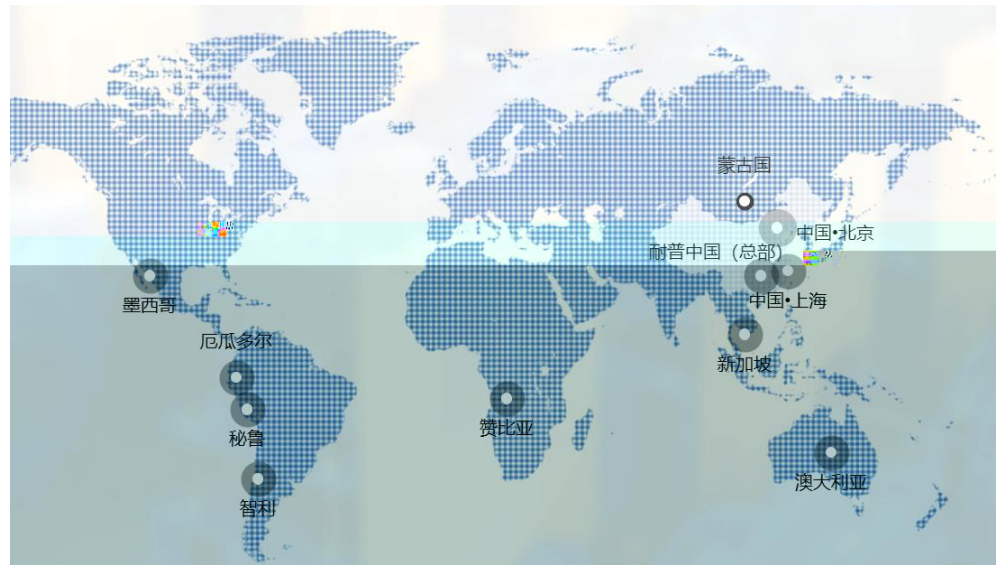 蒙古国
中国•北京
耐普中国（总部）
中国•上海
墨西哥
厄瓜多尔
新加坡
秘鲁
赞比亚
澳大利亚
智利